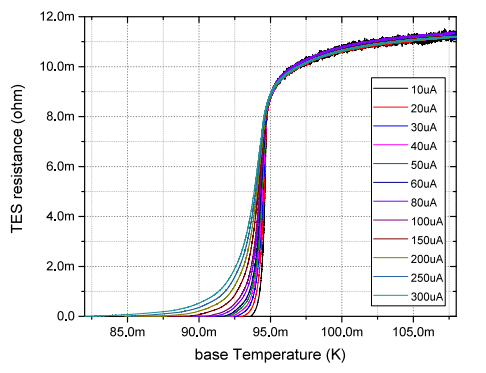 12.0m
10.0m
8.0m
6.0m
4.0m
2.0m
0.0
TES resistance (ohm)
10uA
20uA
30uA
40uA
50uA
60uA
80uA
100uA
150uA
200uA
250uA
300uA
85.0m 90.0m 95.0m 100.0m 105.0m
base Temperature (K)